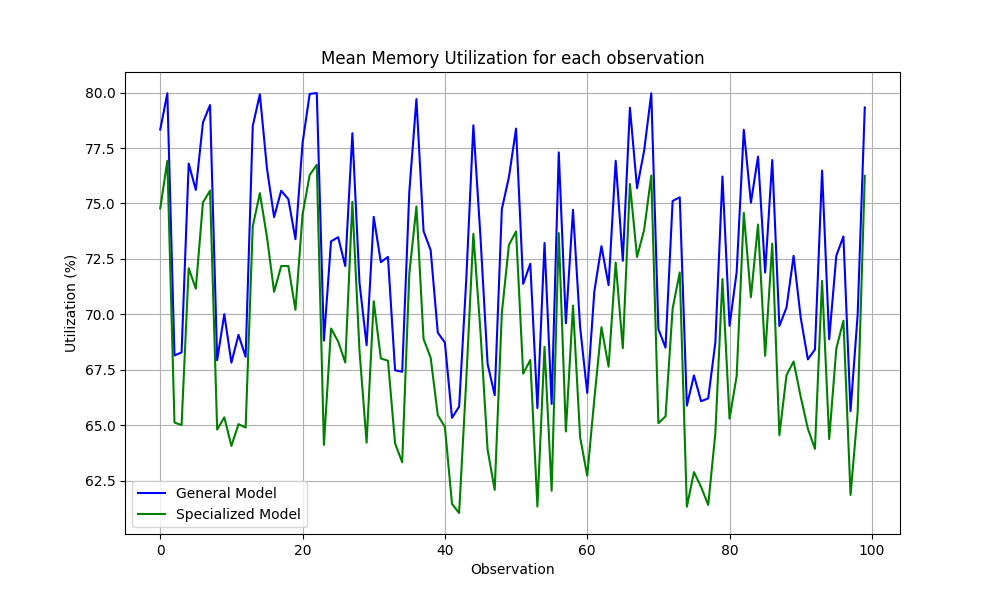 Mean Memory Utilization for each observation
Utilization (%)
80.0
77.5
75.0
72.5
70.0
67.5
65.0
62.5
General Model
Specialized Model
0
20
40
60
80
100
Observation